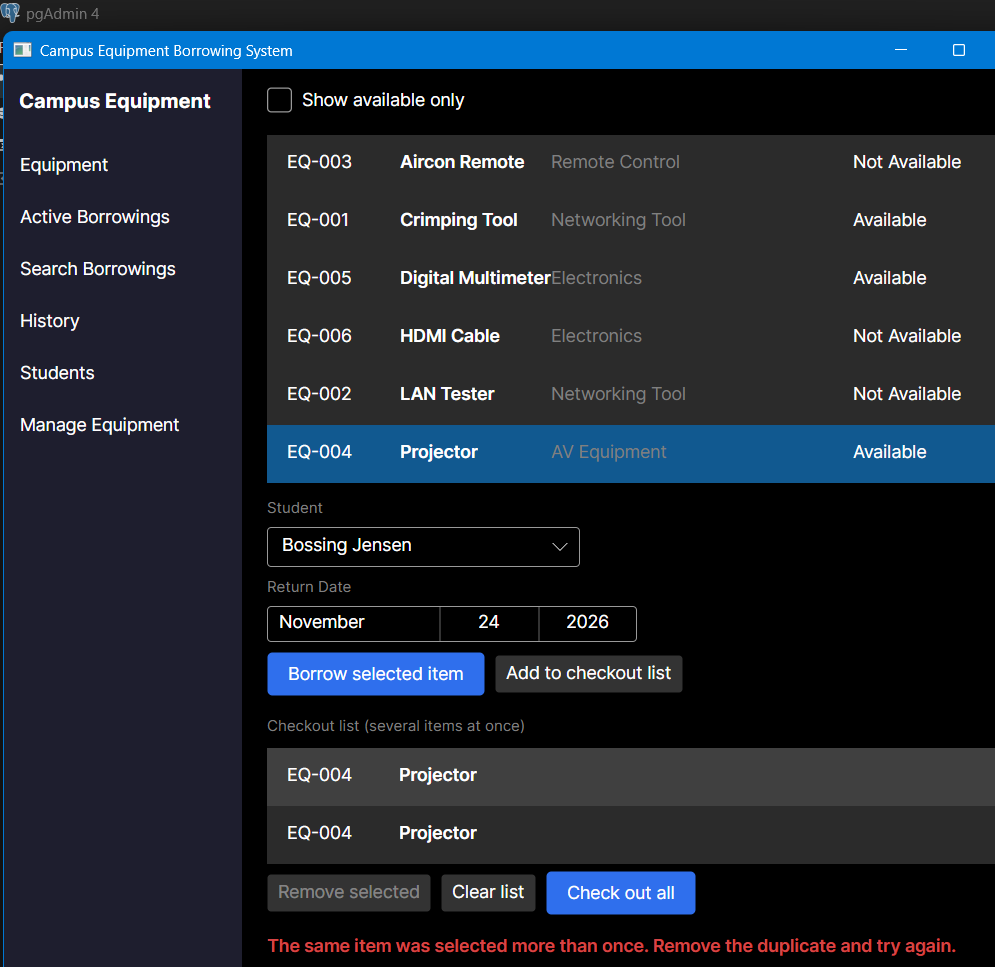 pgAdmin 4
Campus Equipment Borrowing System
Campus Equipment
Equipment
Active Borrowings
Search Borrowings
History
Students
Manage Equipment
Show available only
EQ-003 Aircon Remote Remote Control Not Available
EQ-001 Crimping Tool Networking Tool Available
EQ-005 Digital Multimeter Electronics Available
EQ-006 HDMI Cable Electronics Not Available
EQ-002 LAN Tester Networking Tool Not Available
EQ-004 Projector AV Equipment Available
Student
Bossing Jensen
Return Date
November 24 2026
Borrow selected item Add to checkout list
Checkout list (several items at once)
EQ-004 Projector
EQ-004 Projector
Remove selected Clear list Check out all
The same item was selected more than once. Remove the duplicate and try again.